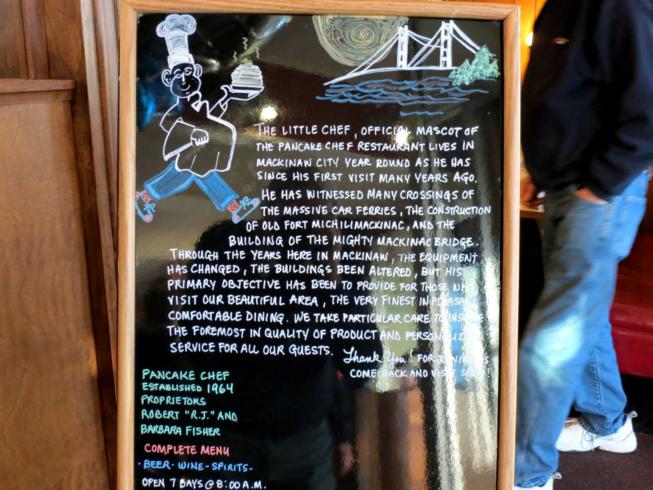 THE LITTLE CHEF, OFFICIAL MASCOT OF
THE PANCAKE CHEF RESTAURANT LIVES IN
MACKINAW CITY YEAR ROUND AS HE HAS
SINCE HIS FIRST VISIT MANY YEARS AGO.
HE HAS WITNESSED MANY CROSSINGS OF
THE MASSIVE CAR FERRIES, THE CONSTRUCTION
OF OLD FORT MICHILIMACKINAC, AND THE
BUILDING OF THE MIGHTY MACKINAC BRIDGE.
THROUGH THE YEARS HERE IN MACKINAW, THE EQUIPMENT
HAS CHANGED, THE BUILDINGS BEEN ALTERED, BUT HIS
PRIMARY OBJECTIVE HAS BEEN TO PROVIDE FOR THOSE WHO
VISIT OUR BEAUTIFUL AREA, THE VERY FINEST IN
COMFORTABLE DINING. WE TAKE PARTICULAR CARE TO
THE FOREMOST IN QUALITY OF PRODUCT AND
SERVICE FOR ALL OUR GUESTS. Thank You! FOR
COME BACK AND VISIT
PANCAKE CHEF
ESTABLISHED 1964
PROPRIETORS
ROBERT "R.J." AND
BARBARA FISHER
COMPLETE MENU
-BEER-WINE-SPIRITS-
OPEN 7 DAYS @ 8:00 A.M.